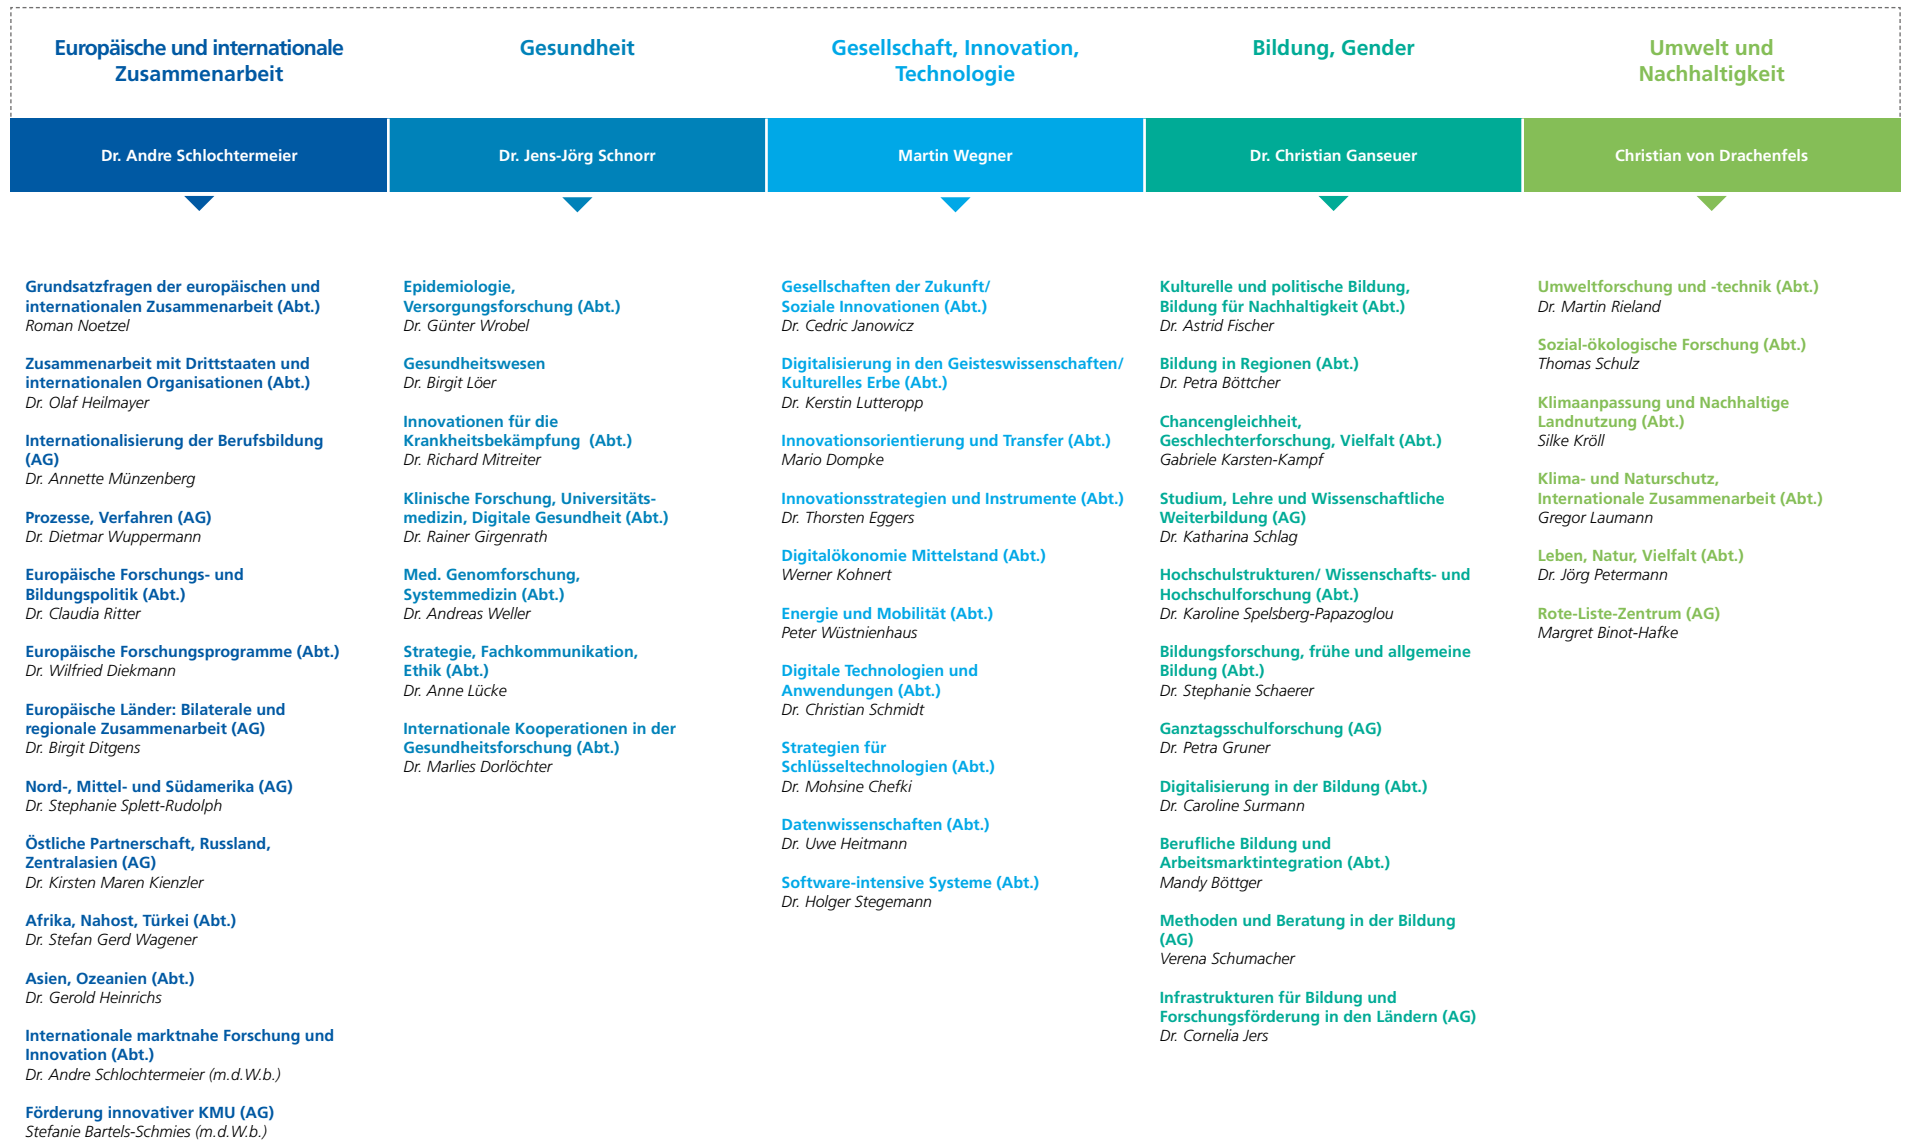 Europäische und internationale
Zusammenarbeit
Gesundheit
Gesellschaft, Innovation,
Technologie
Bildung, Gender
Umwelt und
Nachhaltigkeit
Dr. Andre Schlochtermeier
Dr. Jens-Jörg Schnorr
Martin Wegner
Dr. Christian Ganseuer
Christian von Drachenfels
Grundsatzfragen der europäischen und
internationalen Zusammenarbeit (Abt.)
Roman Noetzel
Zusammenarbeit mit Drittstaaten und
internationalen Organisationen (Abt.)
Dr. Olaf Heilmayer
Internationalisierung der Berufsbildung
(AG)
Dr. Annette Münzenberg
Prozesse, Verfahren (AG)
Dr. Dietmar Wuppermann
Europäische Forschungs- und
Bildungspolitik (Abt.)
Dr. Claudia Ritter
Europäische Forschungsprogramme (Abt.)
Dr. Wilfried Diekmann
Europäische Länder: Bilaterale und
regionale Zusammenarbeit (AG)
Dr. Birgit Ditgens
Nord-, Mittel- und Südamerika (AG)
Dr. Stephanie Splett-Rudolph
Östliche Partnerschaft, Russland,
Zentralasien (AG)
Dr. Kirsten Maren Kienzler
Afrika, Nahost, Türkei (Abt.)
Dr. Stefan Gerd Wagener
Asien, Ozeanien (Abt.)
Dr. Gerold Heinrichs
Internationale marktnahe Forschung und
Innovation (Abt.)
Dr. Andre Schlochtermeier (m.d.W.b.)
Förderung innovativer KMU (AG)
Stefanie Bartels-Schmies (m.d.W.b.)
Epidemiologie,
Versorgungsforschung (Abt.)
Dr. Günter Wrobel
Gesundheitswesen
Dr. Birgit Löer
Innovationen für die
Krankheitsbekämpfung (Abt.)
Dr. Richard Mitreiter
Klinische Forschung, Universitäts-
medizin, Digitale Gesundheit (Abt.)
Dr. Rainer Girgenrath
Med. Genomforschung,
Systemmedizin (Abt.)
Dr. Andreas Weller
Strategie, Fachkommunikation,
Ethik (Abt.)
Dr. Anne Lücke
Internationale Kooperationen in der
Gesundheitsforschung (Abt.)
Dr. Marlies Dorlöchter
Gesellschaften der Zukunft/
Soziale Innovationen (Abt.)
Dr. Cedric Janowicz
Digitalisierung in den Geisteswissenschaften/
Kulturelles Erbe (Abt.)
Dr. Kerstin Lutteropp
Innovationsorientierung und Transfer (Abt.)
Mario Dompke
Innovationsstrategien und Instrumente (Abt.)
Dr. Thorsten Eggers
Digitalökonomie Mittelstand (Abt.)
Werner Kohnert
Energie und Mobilität (Abt.)
Peter Wüstnienhaus
Digitale Technologien und
Anwendungen (Abt.)
Dr. Christian Schmidt
Strategien für
Schlüsseltechnologien (Abt.)
Dr. Mohsine Chefki
Datenwissenschaften (Abt.)
Dr. Uwe Heitmann
Software-intensive Systeme (Abt.)
Dr. Holger Stegemann
Kulturelle und politische Bildung,
Bildung für Nachhaltigkeit (Abt.)
Dr. Astrid Fischer
Bildung in Regionen (Abt.)
Dr. Petra Böttcher
Chancengleichheit,
Geschlechterforschung, Vielfalt (Abt.)
Gabriele Karsten-Kampf
Studium, Lehre und Wissenschaftliche
Weiterbildung (AG)
Dr. Katharina Schlag
Hochschulstrukturen/ Wissenschafts- und
Hochschulforschung (Abt.)
Dr. Karoline Spelsberg-Papazoglou
Bildungsforschung, frühe und allgemeine
Bildung (Abt.)
Dr. Stephanie Schaerer
Ganztagsschulforschung (AG)
Dr. Petra Gruner
Digitalisierung in der Bildung (Abt.)
Dr. Caroline Surmann
Berufliche Bildung und
Arbeitsmarktintegration (Abt.)
Mandy Böttger
Methoden und Beratung in der Bildung
(AG)
Verena Schumacher
Infrastrukturen für Bildung und
Forschungsförderung in den Ländern (AG)
Dr. Cornelia Jers
Umweltforschung und -technik (Abt.)
Dr. Martin Rieland
Sozial-ökologische Forschung (Abt.)
Thomas Schulz
Klimaanpassung und Nachhaltige
Landnutzung (Abt.)
Silke Kröll
Klima- und Naturschutz,
Internationale Zusammenarbeit (Abt.)
Gregor Laumann
Leben, Natur, Vielfalt (Abt.)
Dr. Jörg Petermann
Rote-Liste-Zentrum (AG)
Margret Binot-Hafke